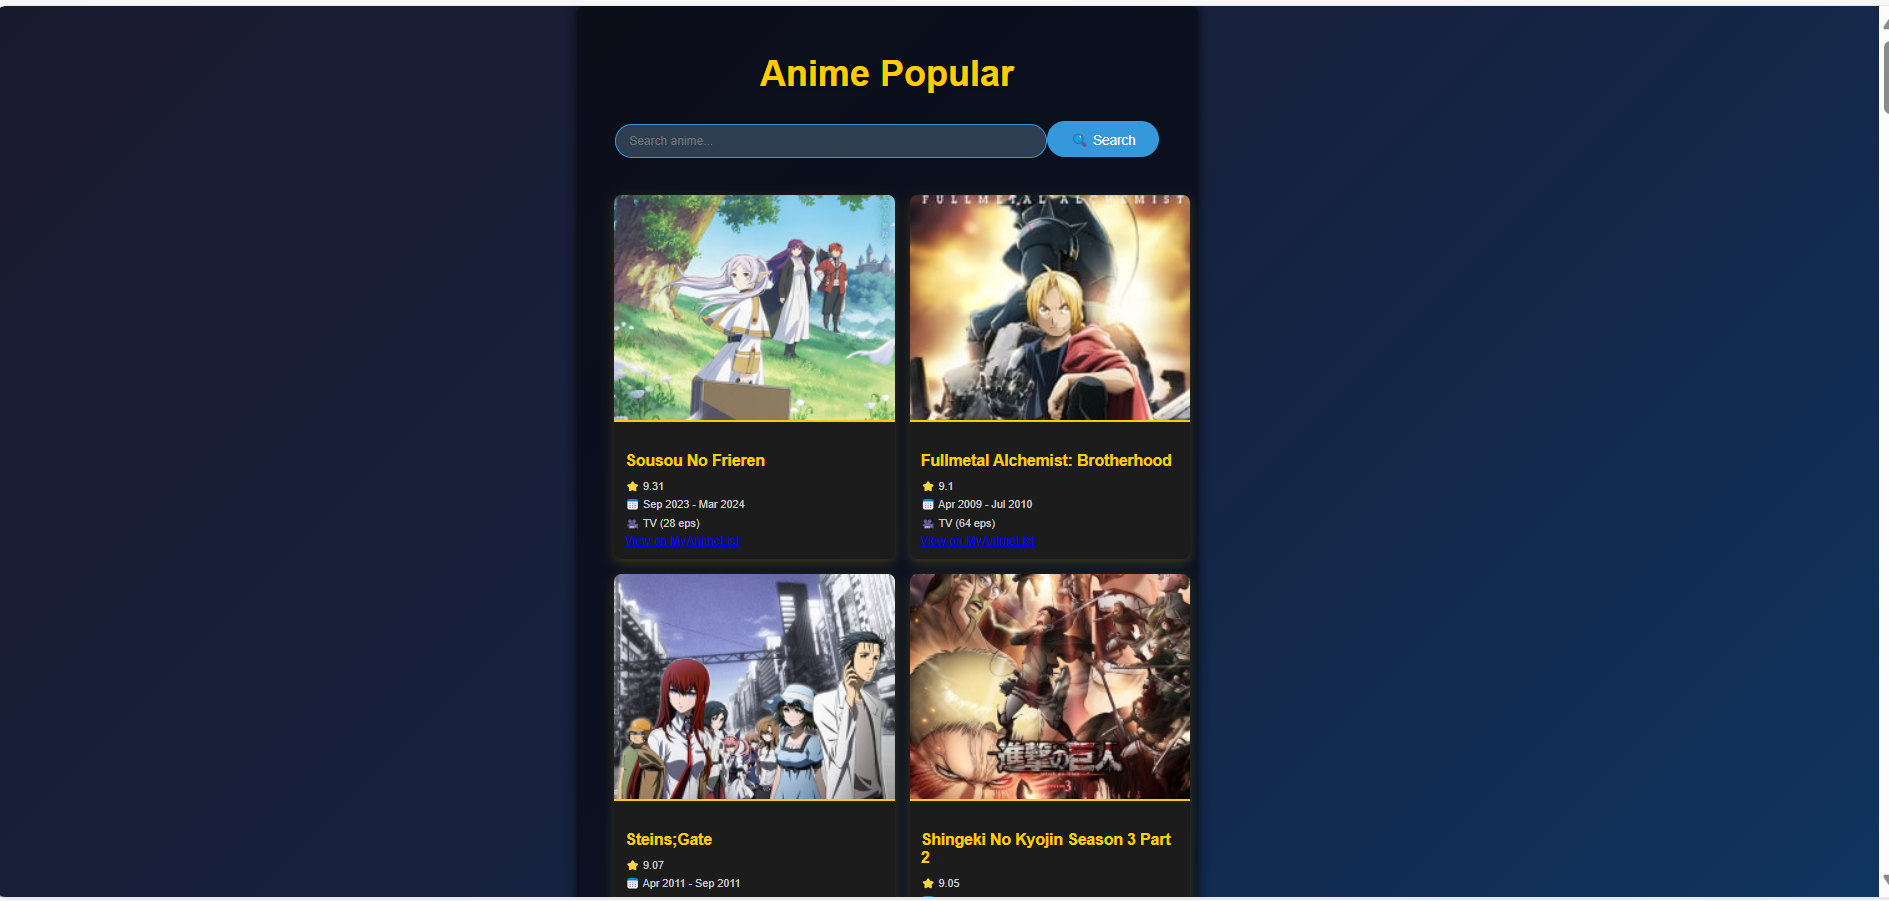 Anime Popular
Search anime...
🔍 Search
FULLMETAL ALCHEMIST
Sousou No Frieren
Fullmetal Alchemist: Brotherhood
⭐ 9.31
⭐ 9.1
📅 Sep 2023 - Mar 2024
📅 Apr 2009 - Jul 2010
🎥 TV (28 eps)
🎥 TV (64 eps)
View on MyAnimeList
View on MyAnimeList
進撃の巨人
3
Steins;Gate
Shingeki No Kyojin Season 3 Part
2
⭐ 9.07
⭐ 9.05
📅 Apr 2011 - Sep 2011